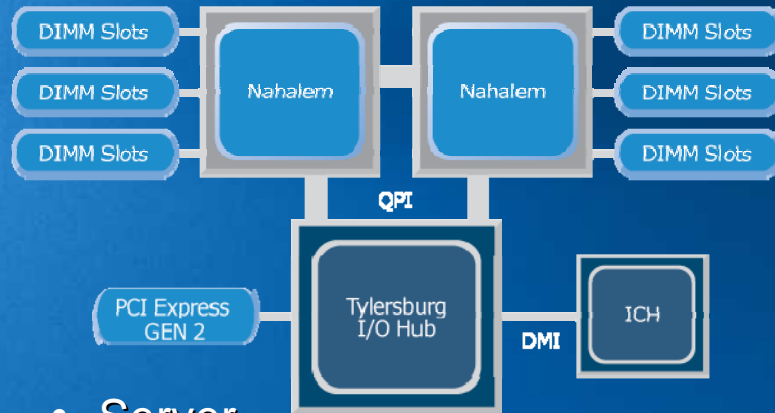 DIMM Slots
DIMM Slots
DIMM Slots
Nahalem
Nahalem
DIMM Slots
DIMM Slots
DIMM Slots
QPI
PCI Express
GEN 2
Tylersburg
I/O Hub
DMI
ICH
• Server